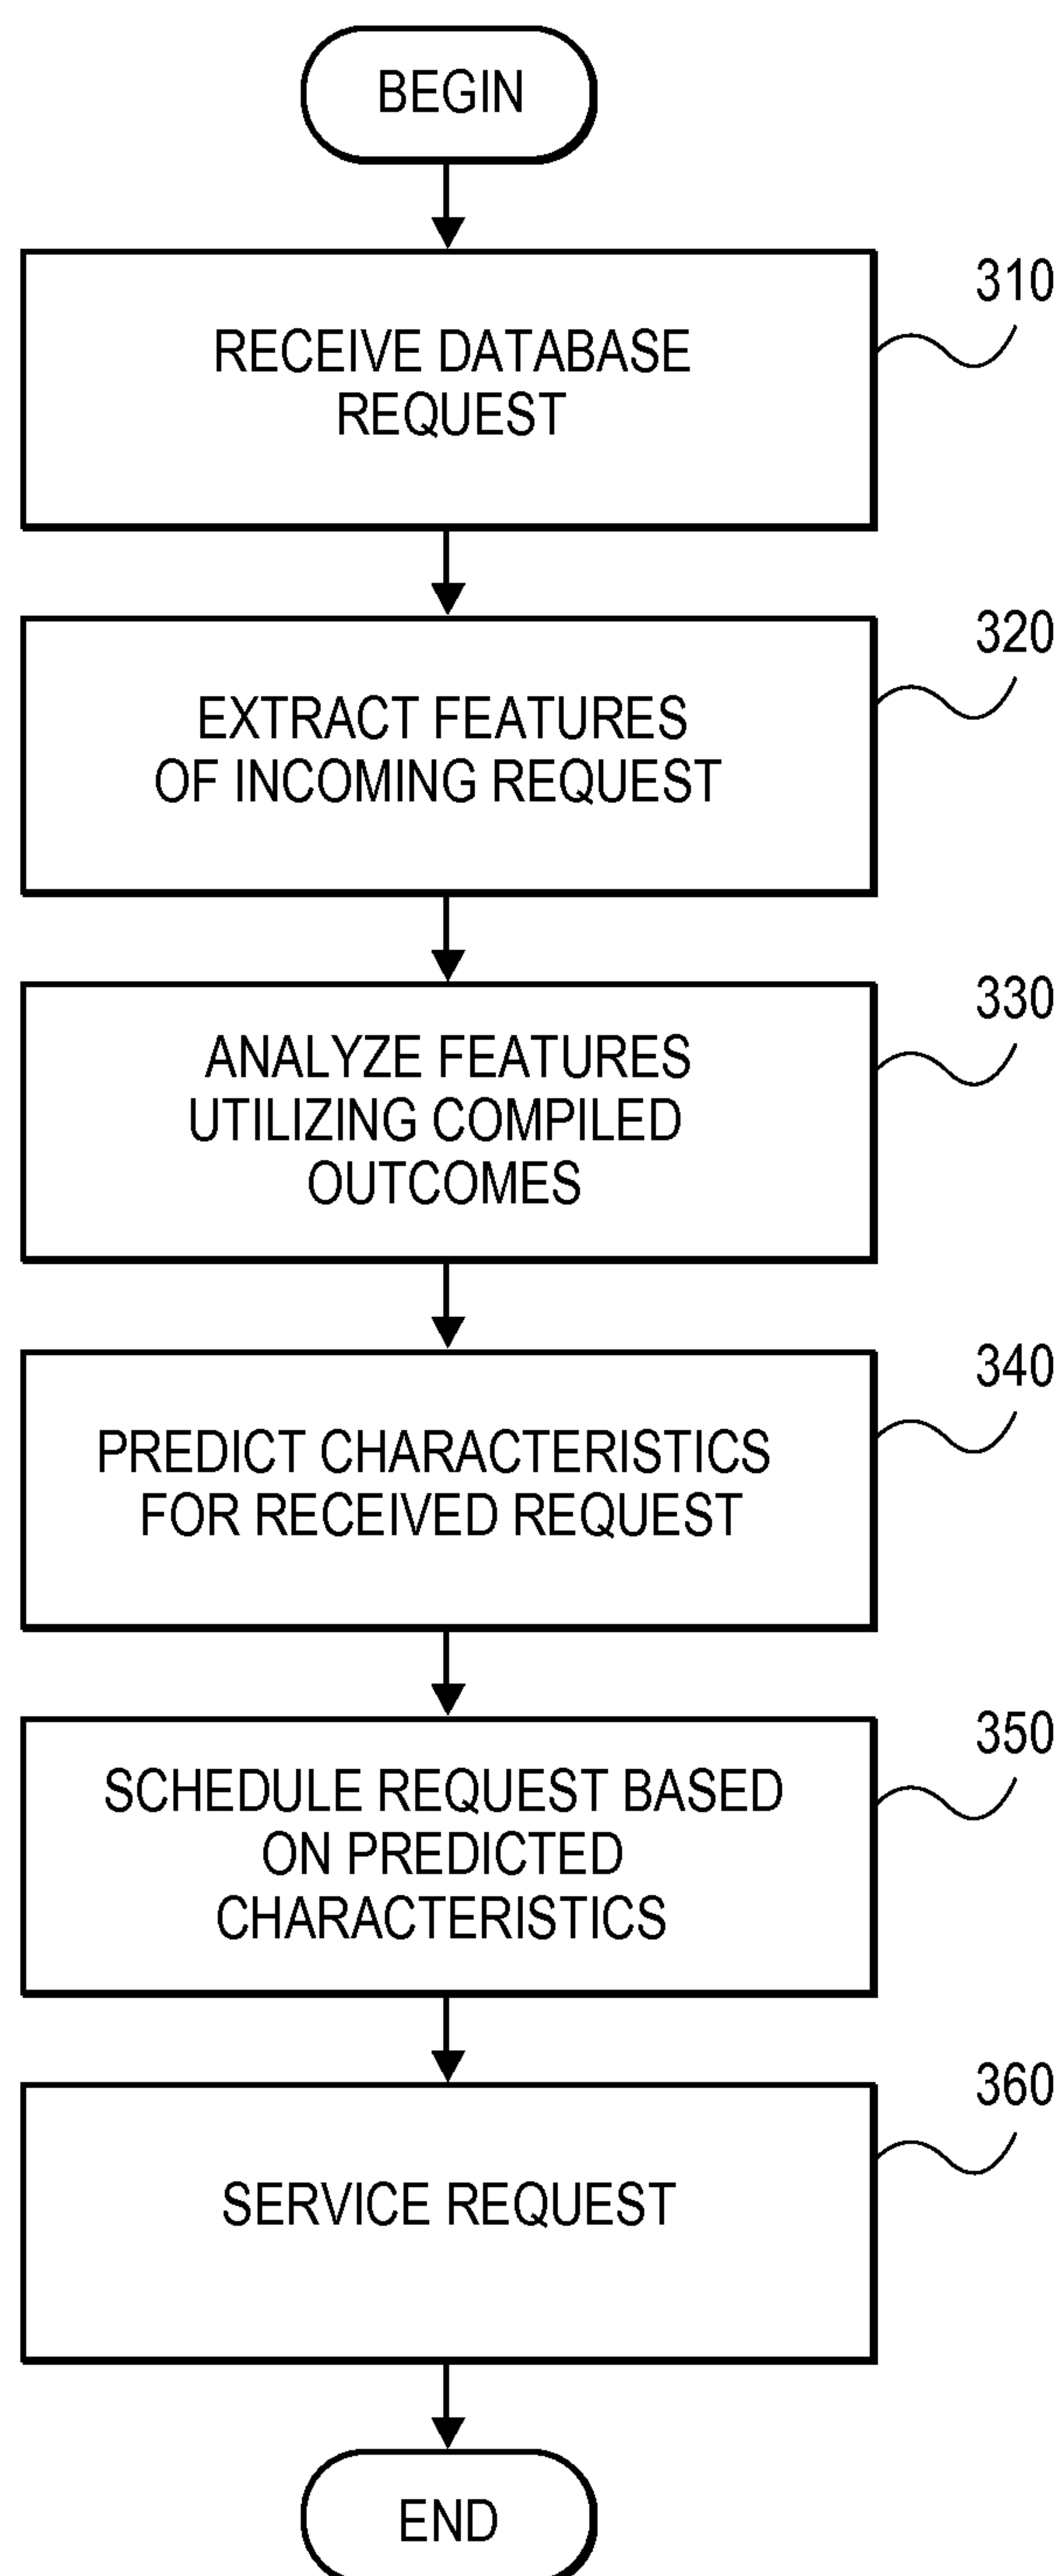 BEGIN
310
RECEIVE DATABASE
REQUEST
320
EXTRACT FEATURES
OF INCOMING REQUEST
330
ANALYZE FEATURES
UTILIZING COMPILED
OUTCOMES
340
PREDICT CHARACTERISTICS
FOR RECEIVED REQUEST
350
SCHEDULE REQUEST BASED
ON PREDICTED
CHARACTERISTICS
360
SERVICE REQUEST
END